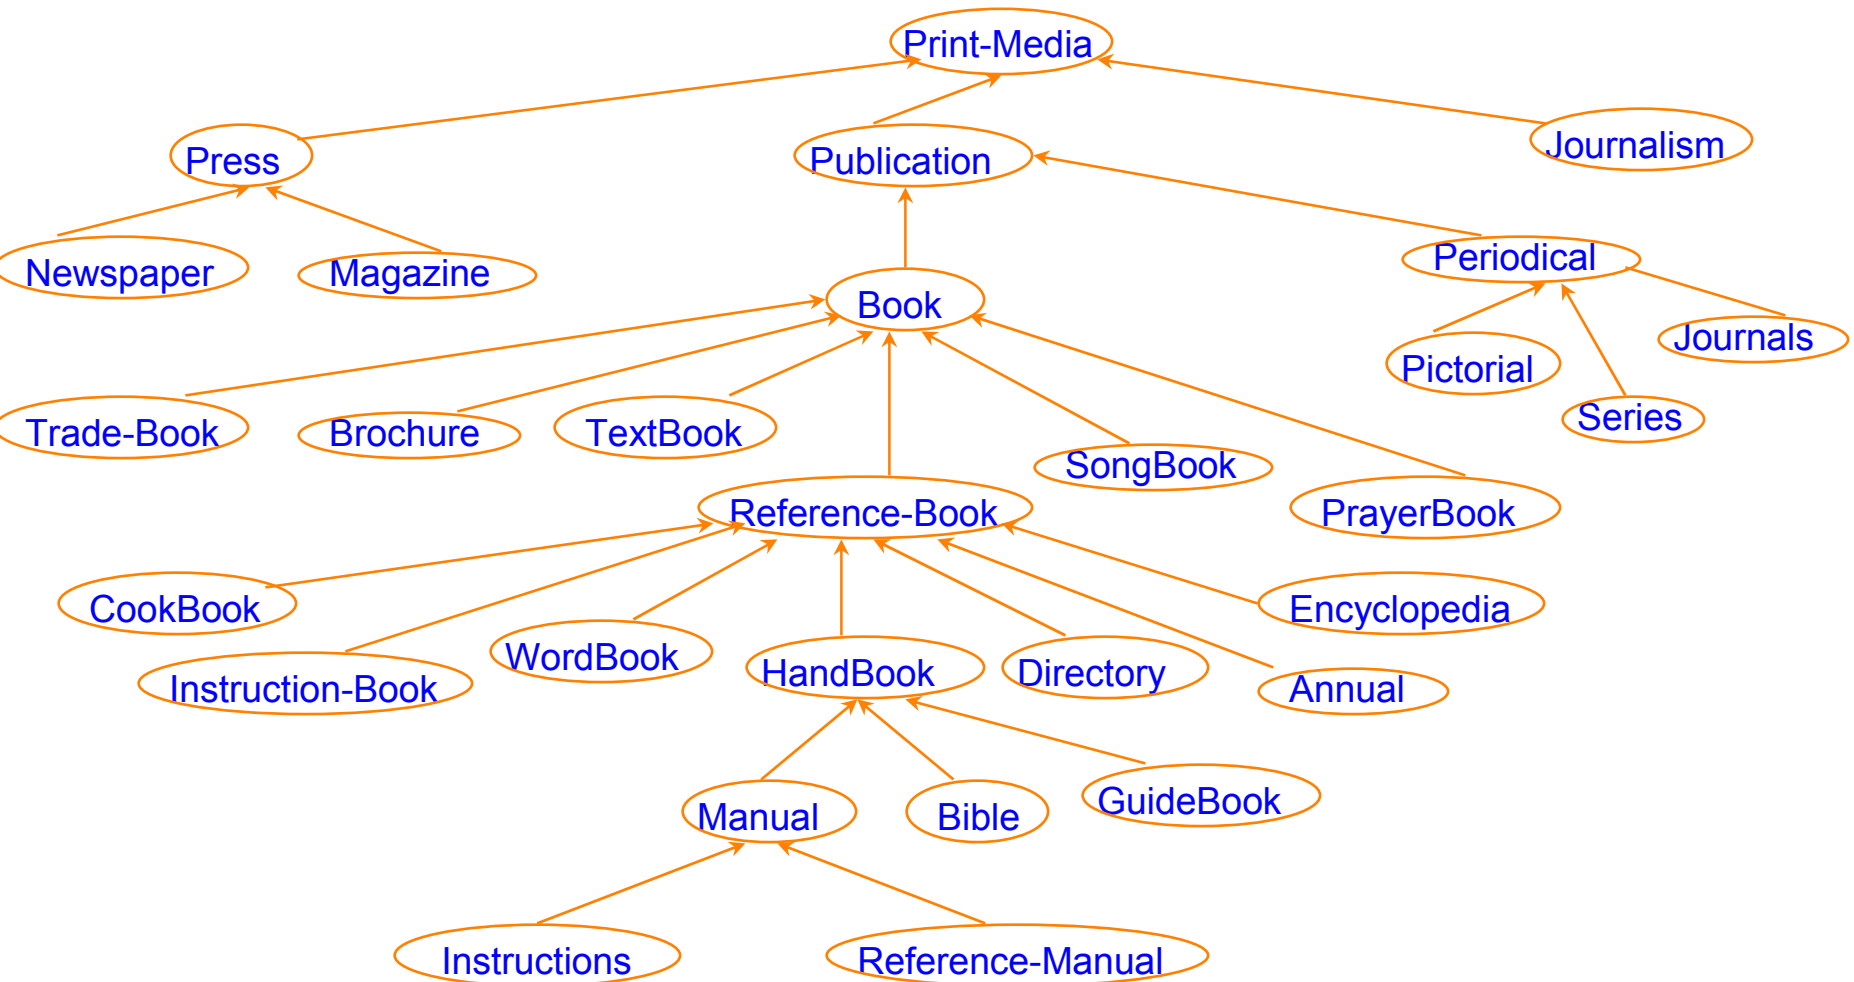 Print-Media
Press
Publication
Journalism
Newspaper
Magazine
Book
Periodical
Pictorial
Journals
Series
Trade-Book
Brochure
TextBook
SongBook
Reference-Book
PrayerBook
CookBook
Instruction-Book
WordBook
HandBook
Directory
Encyclopedia
Annual
Manual
Bible
GuideBook
Instructions
Reference-Manual